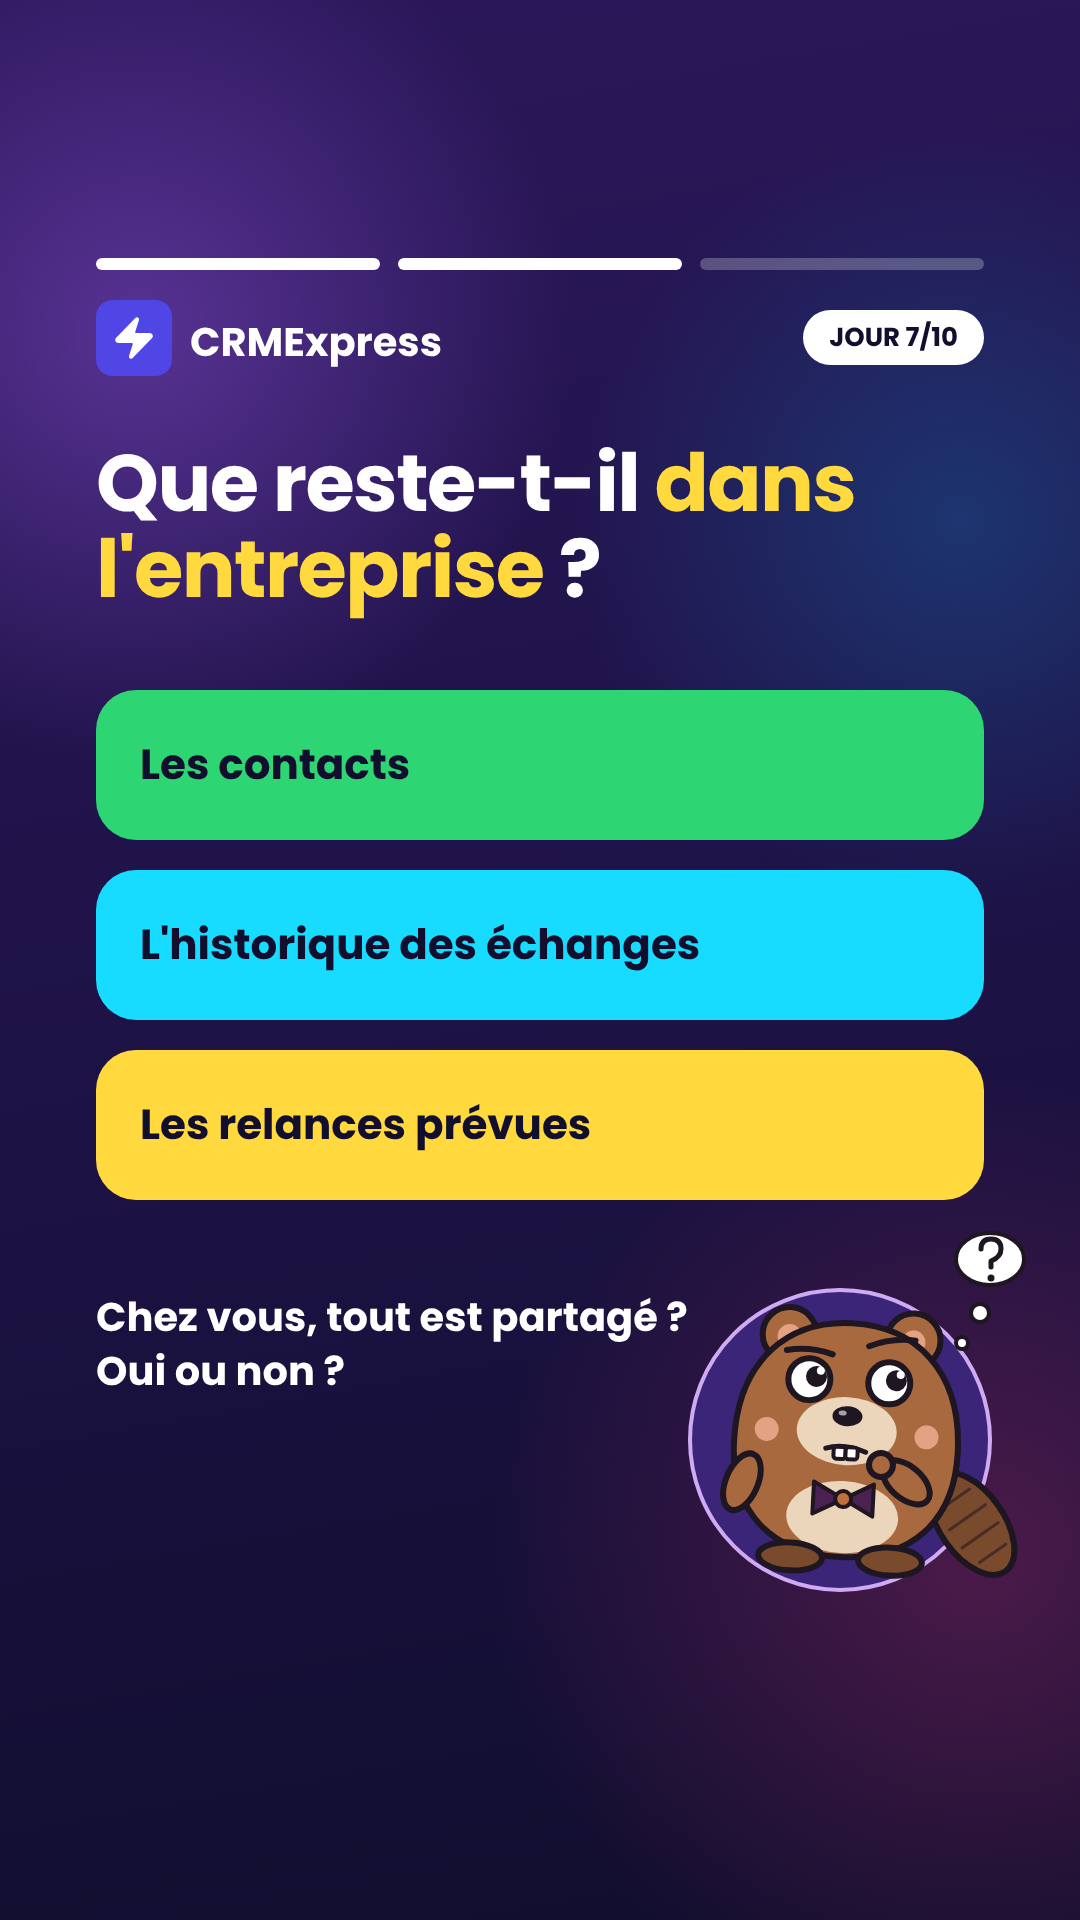 CRMExpress
JOUR 7/10
Que reste-t-il dans
l'entreprise ?
Les contacts
L'historique des échanges
Les relances prévues
?
Chez vous, tout est partagé ?
Oui ou non ?